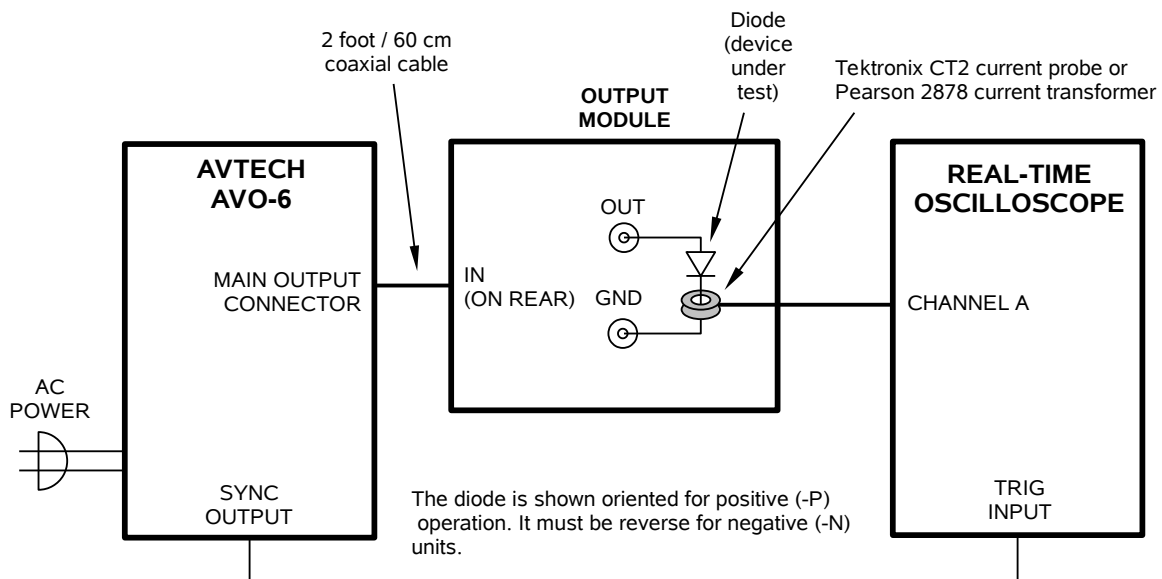 2 foot / 60 cm
coaxial cable
Diode
(device
under
test)
Tektronix CT2 current probe or
Pearson 2878 current transformer
OUTPUT
MODULE
AVTECH
AVO-6
REAL-TIME
OSCILLOSCOPE
OUT
MAIN OUTPUT
CONNECTOR
IN
(ON REAR)
GND
CHANNEL A
AC
POWER
SYNC
OUTPUT
The diode is shown oriented for positive (-P)
operation. It must be reverse for negative (-N)
units.
TRIG
INPUT